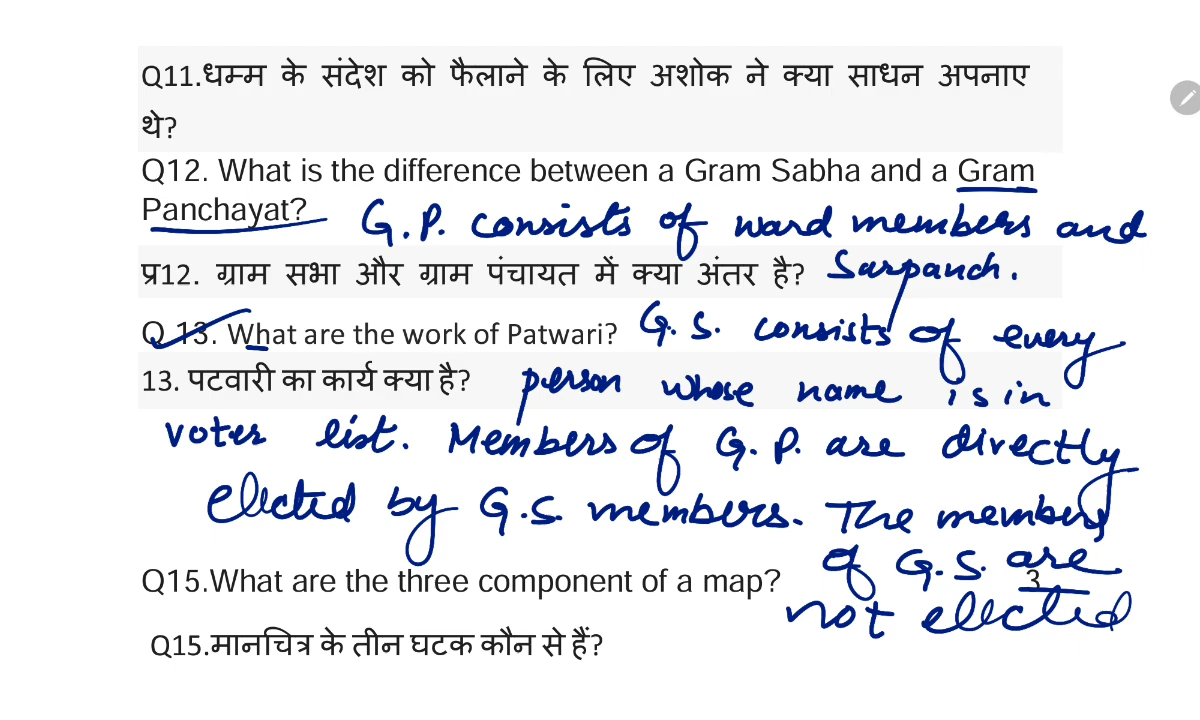 Q11.धम्म के संदेश को फैलाने के लिए अशोक ने क्या साधन अपनाए
थे?
Q12. What is the difference between a Gram Sabha and a Gram
Panchayat? G.P. consists of ward members and
प्र12. ग्राम सभा और ग्राम पंचायत में क्या अंतर है? Sarpanch.
Q.13. What are the work of Patwari? G.S. consists of every
13. पटवारी का कार्य क्या है? person whose name is in
voter list. Members of G.P. are directly
elected by G.S. members. The members
of G.S. are
Q15.What are the three component of a map? 3
not elected
Q15.मानचित्र के तीन घटक कौन से हैं?